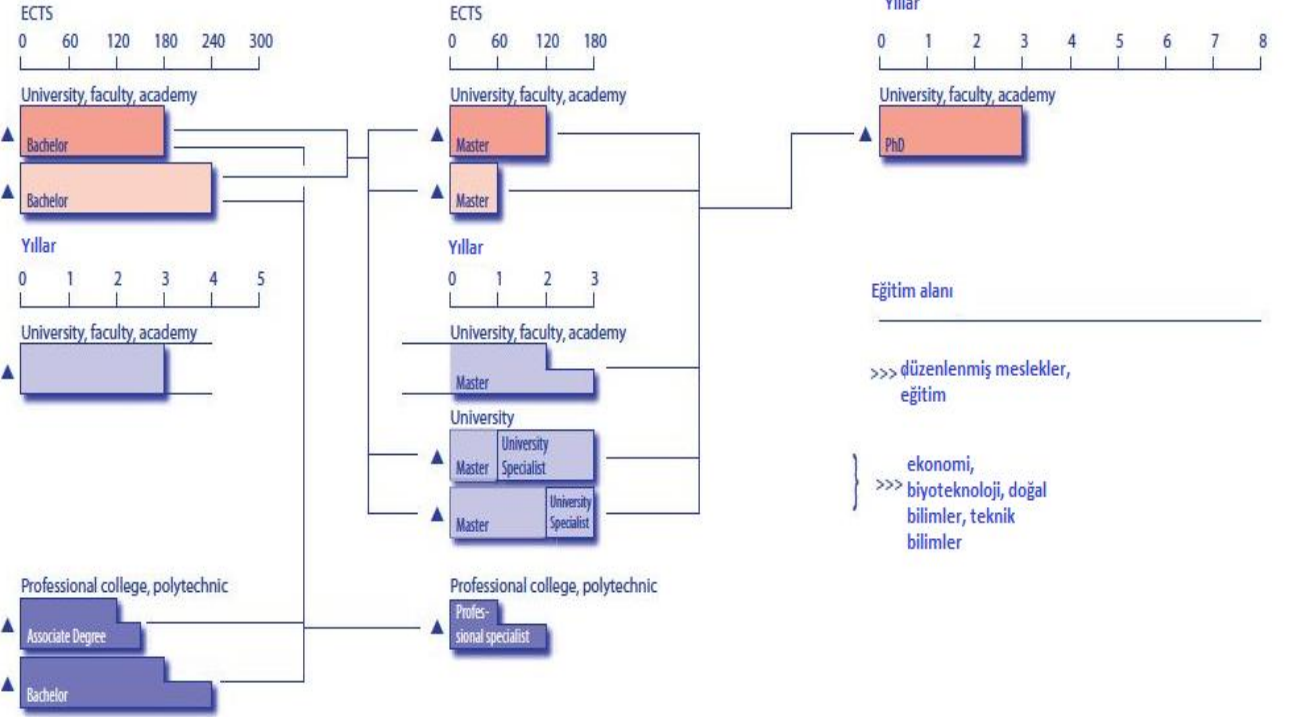 ECTS
0 60 120 180 240 300
University, faculty, academy
Bachelor
Bachelor
Yıllar
0 1 2 3 4 5
University, faculty, academy
Professional college, polytechnic
Associate Degree
Bachelor
ECTS
0 60 120 180
University, faculty, academy
Master
Master
Yıllar
0 1 2 3
University, faculty, academy
Master
University
Master University
Specialist
Master University
Specialist
Professional college, polytechnic
Profes-
sional specialist
Yıllar
0 1 2 3 4 5 6 7 8
University, faculty, academy
PhD
Eğitim alanı
>>> düzenlenmiş meslekler,
eğitim
} >>> ekonomi,
biyoteknoloji, doğal
bilimler, teknik
bilimler